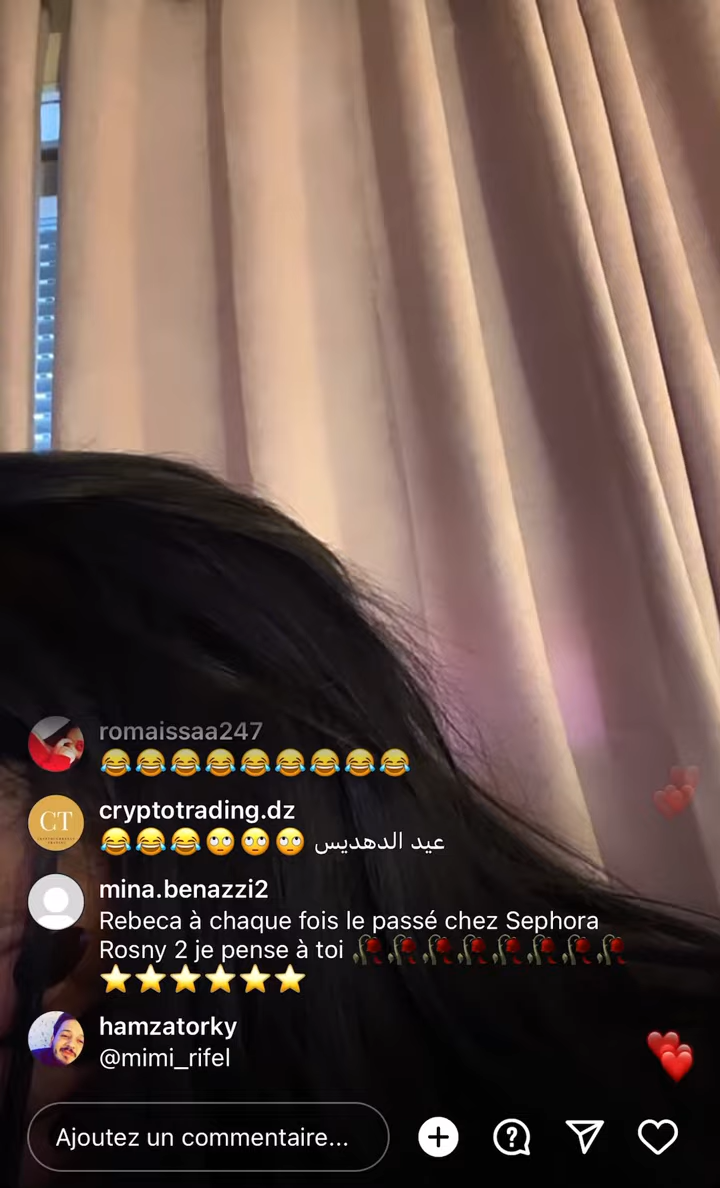 romaissaa247
😂😂😂😂😂😂😂😂😂
CT
cryptotrading.dz
😂😂😂🙄🙄🙄 عيد الدهديس
mina.benazzi2
Rebeca à chaque fois le passé chez Sephora
Rosny 2 je pense à toi 🥀🥀🥀🥀🥀🥀🥀🥀
⭐⭐⭐⭐⭐⭐
hamzatorky
@mimi_rifel
Ajoutez un commentaire...